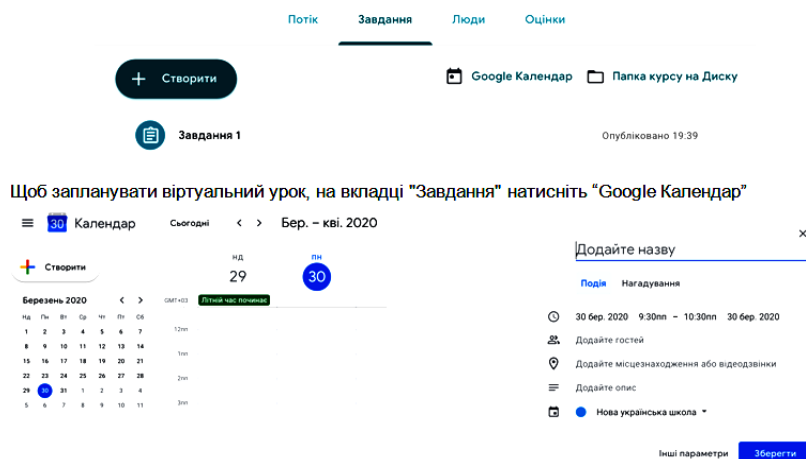 Потік Завдання Люди Оцінки
+ Створити
Google Календар Папка курсу на Диску
Завдання 1 Опубліковано 19:39
Щоб запланувати віртуальний урок, на вкладці "Завдання" натисніть “Google Календар”
30 Календар Сьогодні < > Бер. – кві. 2020
Створити
НД ПН
29 30
GMT+03 Літній час починає
Березень 2020 < >
Нд Пн Вт Ср Чт Пт Сб
1 2 3 4 5 6 7
8 9 10 11 12 13 14
15 16 17 18 19 20 21
22 23 24 25 26 27 28
29 30 31 1 2 3 4
5 6 7 8 9 10 11
12пп
1пп
2пп
3пп
Додайте назву
Подія Нагадування
30 бер. 2020 9:30пп – 10:30пп 30 бер. 2020
Додайте гостей
Додайте місцезнаходження або відеодзвінки
Додайте опис
Нова українська школа
Інші параметри Зберегти